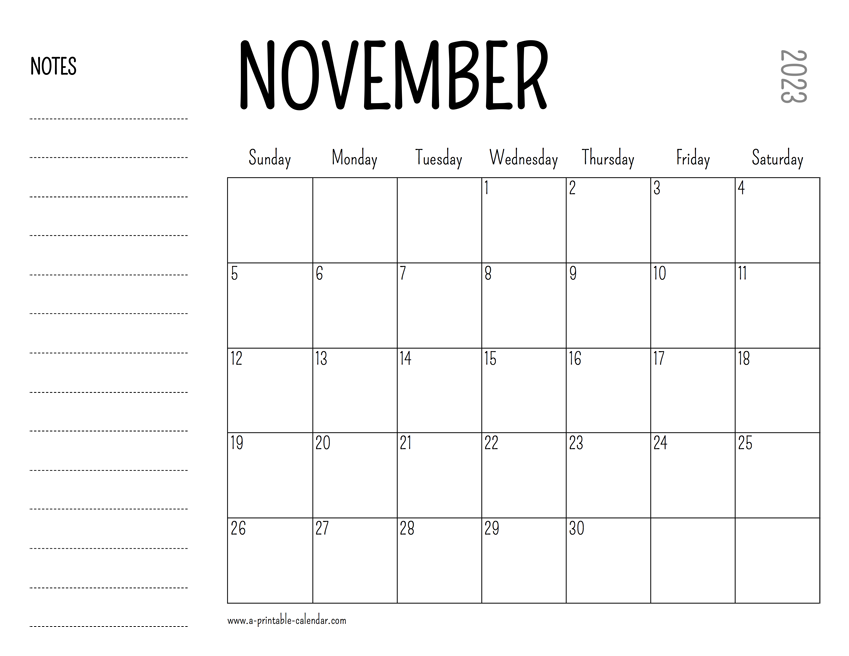 NOTES
NOVEMBER
2023
Sunday Monday Tuesday Wednesday Thursday Friday Saturday
1 2 3 4
5 6 7 8 9 10 11
12 13 14 15 16 17 18
19 20 21 22 23 24 25
26 27 28 29 30
www.a-printable-calendar.com